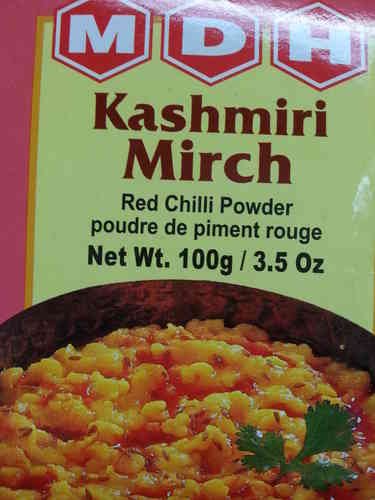 MDH
Kashmiri
Mirch
Red Chilli Powder
poudre de piment rouge
Net Wt. 100g / 3.5 Oz